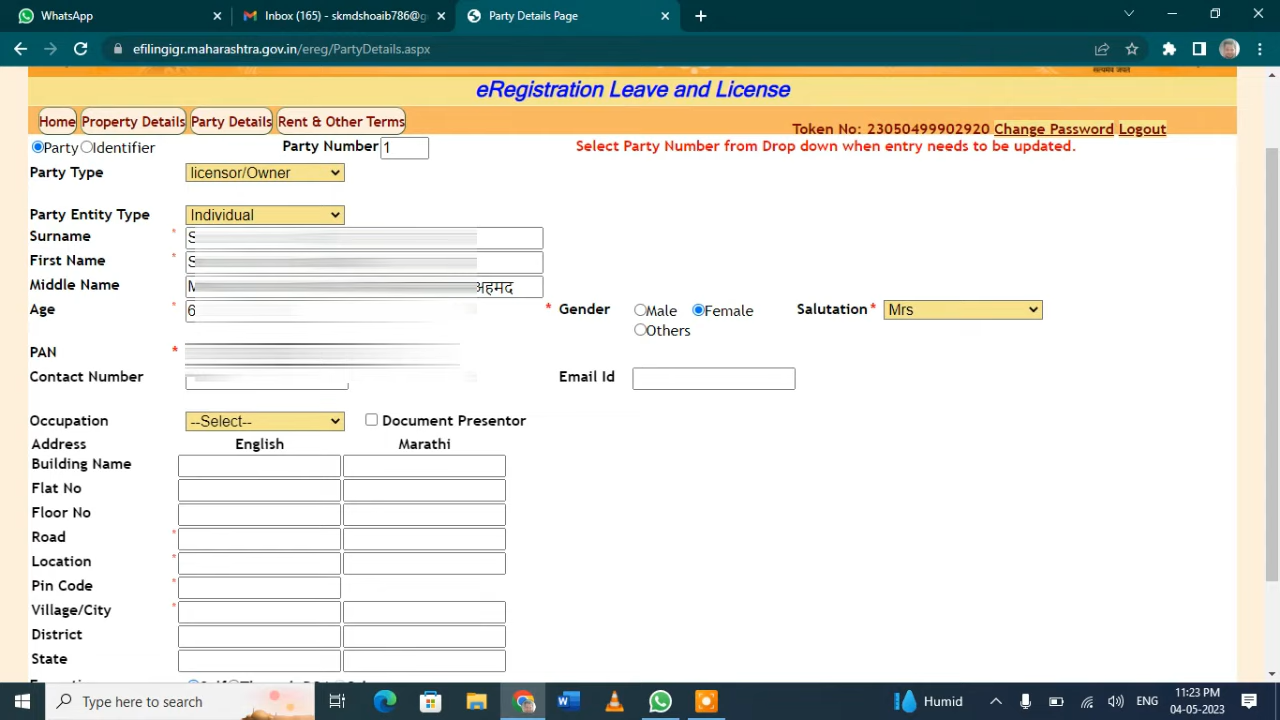 WhatsApp
Inbox (165) - skmdshoaib786@g
Party Details Page
efilingigr.maharashtra.gov.in/ereg/PartyDetails.aspx
eRegistration Leave and License
Home Property Details Party Details Rent & Other Terms
Token No: 23050499902920 Change Password Logout
Party Identifier Party Number 1 Select Party Number from Drop down when entry needs to be updated.
Party Type licensor/Owner
Party Entity Type Individual
Surname * S
First Name * S
Middle Name M अहमद
Age * 6 * Gender Male Female Salutation * Mrs
Others
PAN *
Contact Number Email Id
Occupation --Select-- Document Presentor
Address English Marathi
Building Name
Flat No
Floor No
Road *
Location *
Pin Code *
Village/City *
District
State
Type here to search
Humid ENG 11:23 PM
04-05-2023